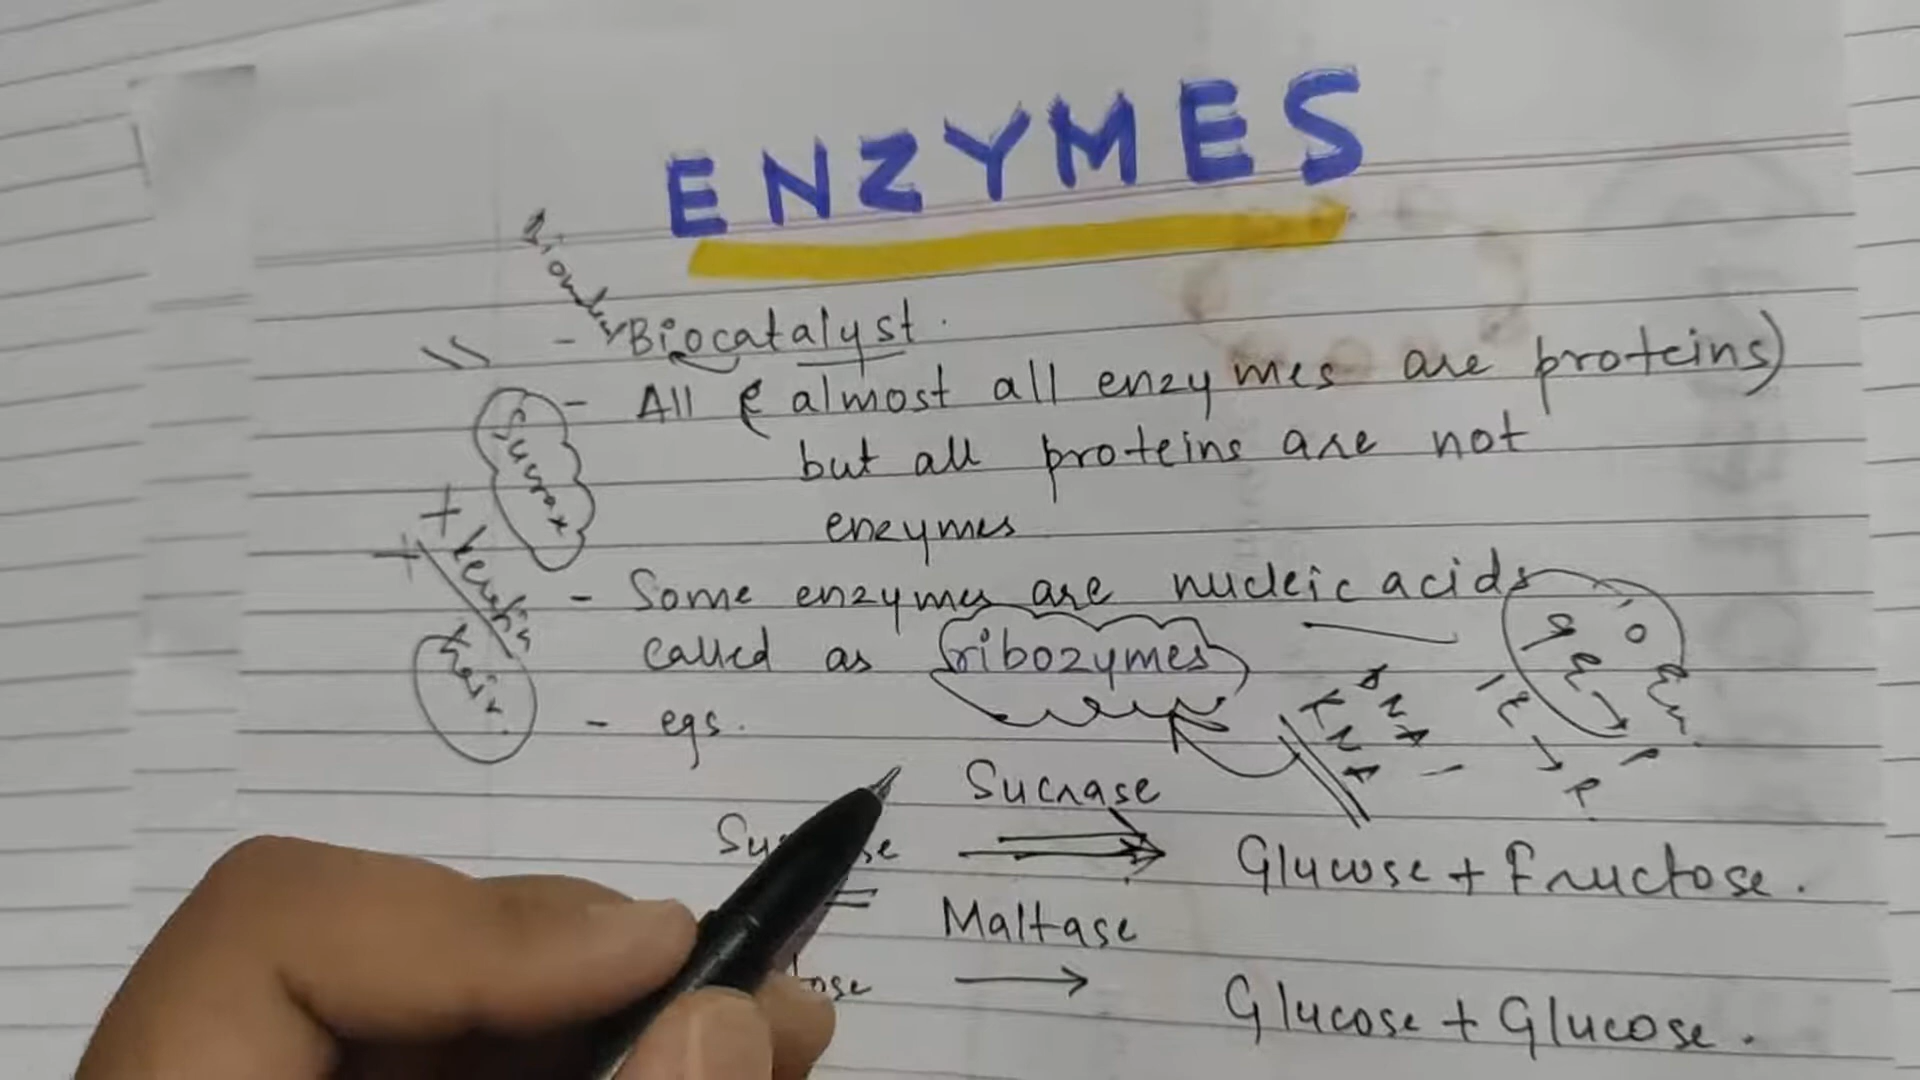 ENZYMES
- Biocatalyst.
- All (almost all enzymes are proteins)
but all proteins are not
enzymes
- Some enzymes are nucleic acids
called as ribozymes
- egs.
Sucrase
Glucose + Fructose.
Maltase
Glucose + Glucose.